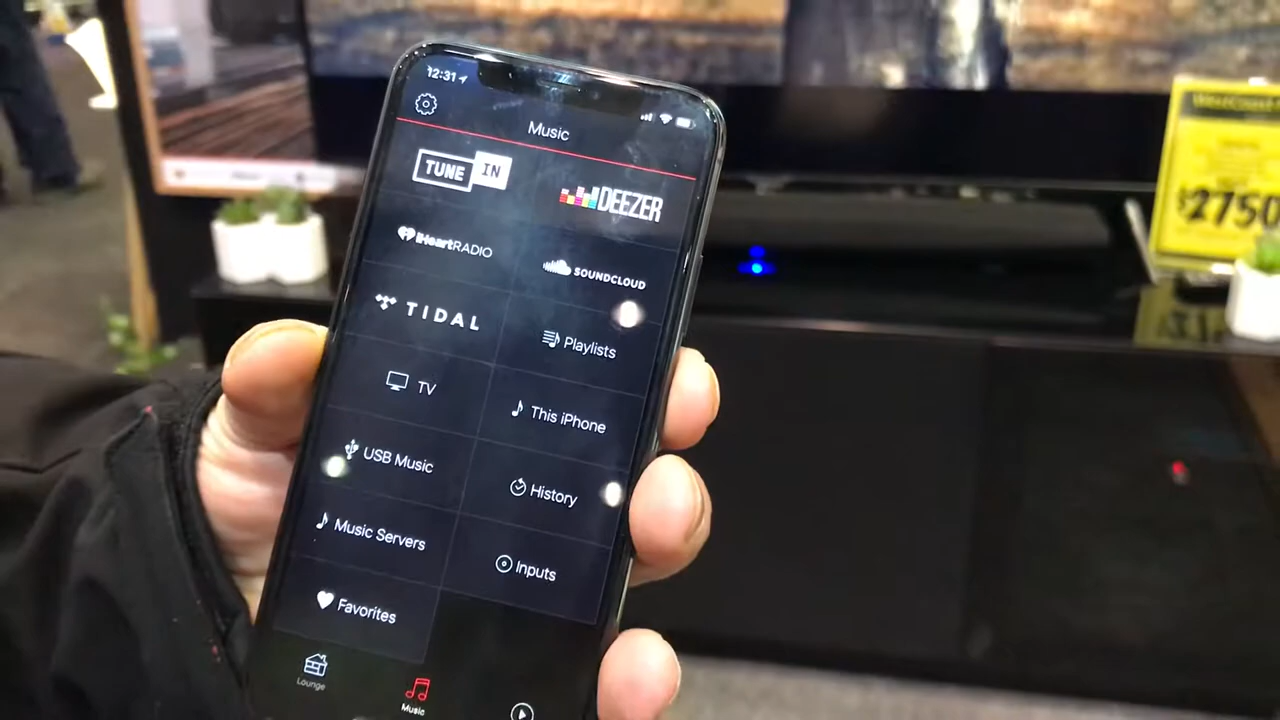 12:31
Music
TUNE IN
DEEZER
iHeartRADIO
SOUNDCLOUD
TIDAL
Playlists
TV
This iPhone
USB Music
History
Music Servers
Inputs
Favorites
Lounge
Music
$2750